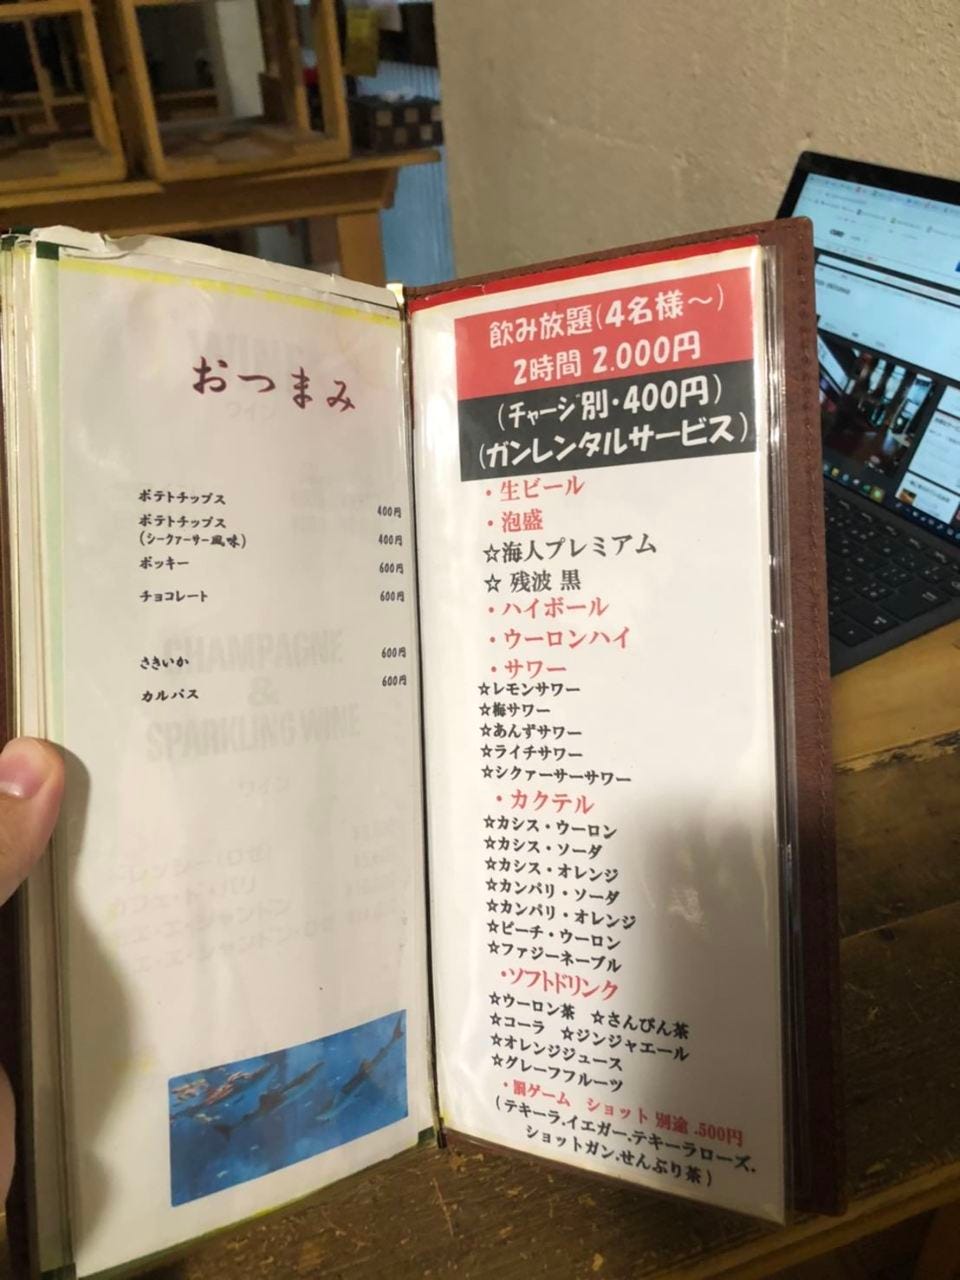 おつまみ
ポテトチップス 400円
ポテトチップス
(シークァーサー風味) 400円
ポッキー 600円
チョコレート 600円
さきいか 600円
カルパス 600円
CHAMPAGNE
&
SPARKLING WINE
飲み放題(4名様〜)
2時間 2.000円
(チャージ別・400円)
(ガンレンタルサービス)
・生ビール
・泡盛
☆海人プレミアム
☆ 残波 黒
・ハイボール
・ウーロンハイ
・サワー
☆レモンサワー
☆梅サワー
☆あんずサワー
☆ライチサワー
☆シクァーサーサワー
・カクテル
☆カシス・ウーロン
☆カシス・ソーダ
☆カシス・オレンジ
☆カンパリ・ソーダ
☆カンパリ・オレンジ
☆ピーチ・ウーロン
☆ファジーネーブル
・ソフトドリンク
☆ウーロン茶 ☆さんぴん茶
☆コーラ ☆ジンジャエール
☆オレンジジュース
☆グレーフフルーツ
・罰ゲーム ショット 別途.500円
(テキーラ.イエガー.テキーラローズ.
ショットガン.せんぶり茶)